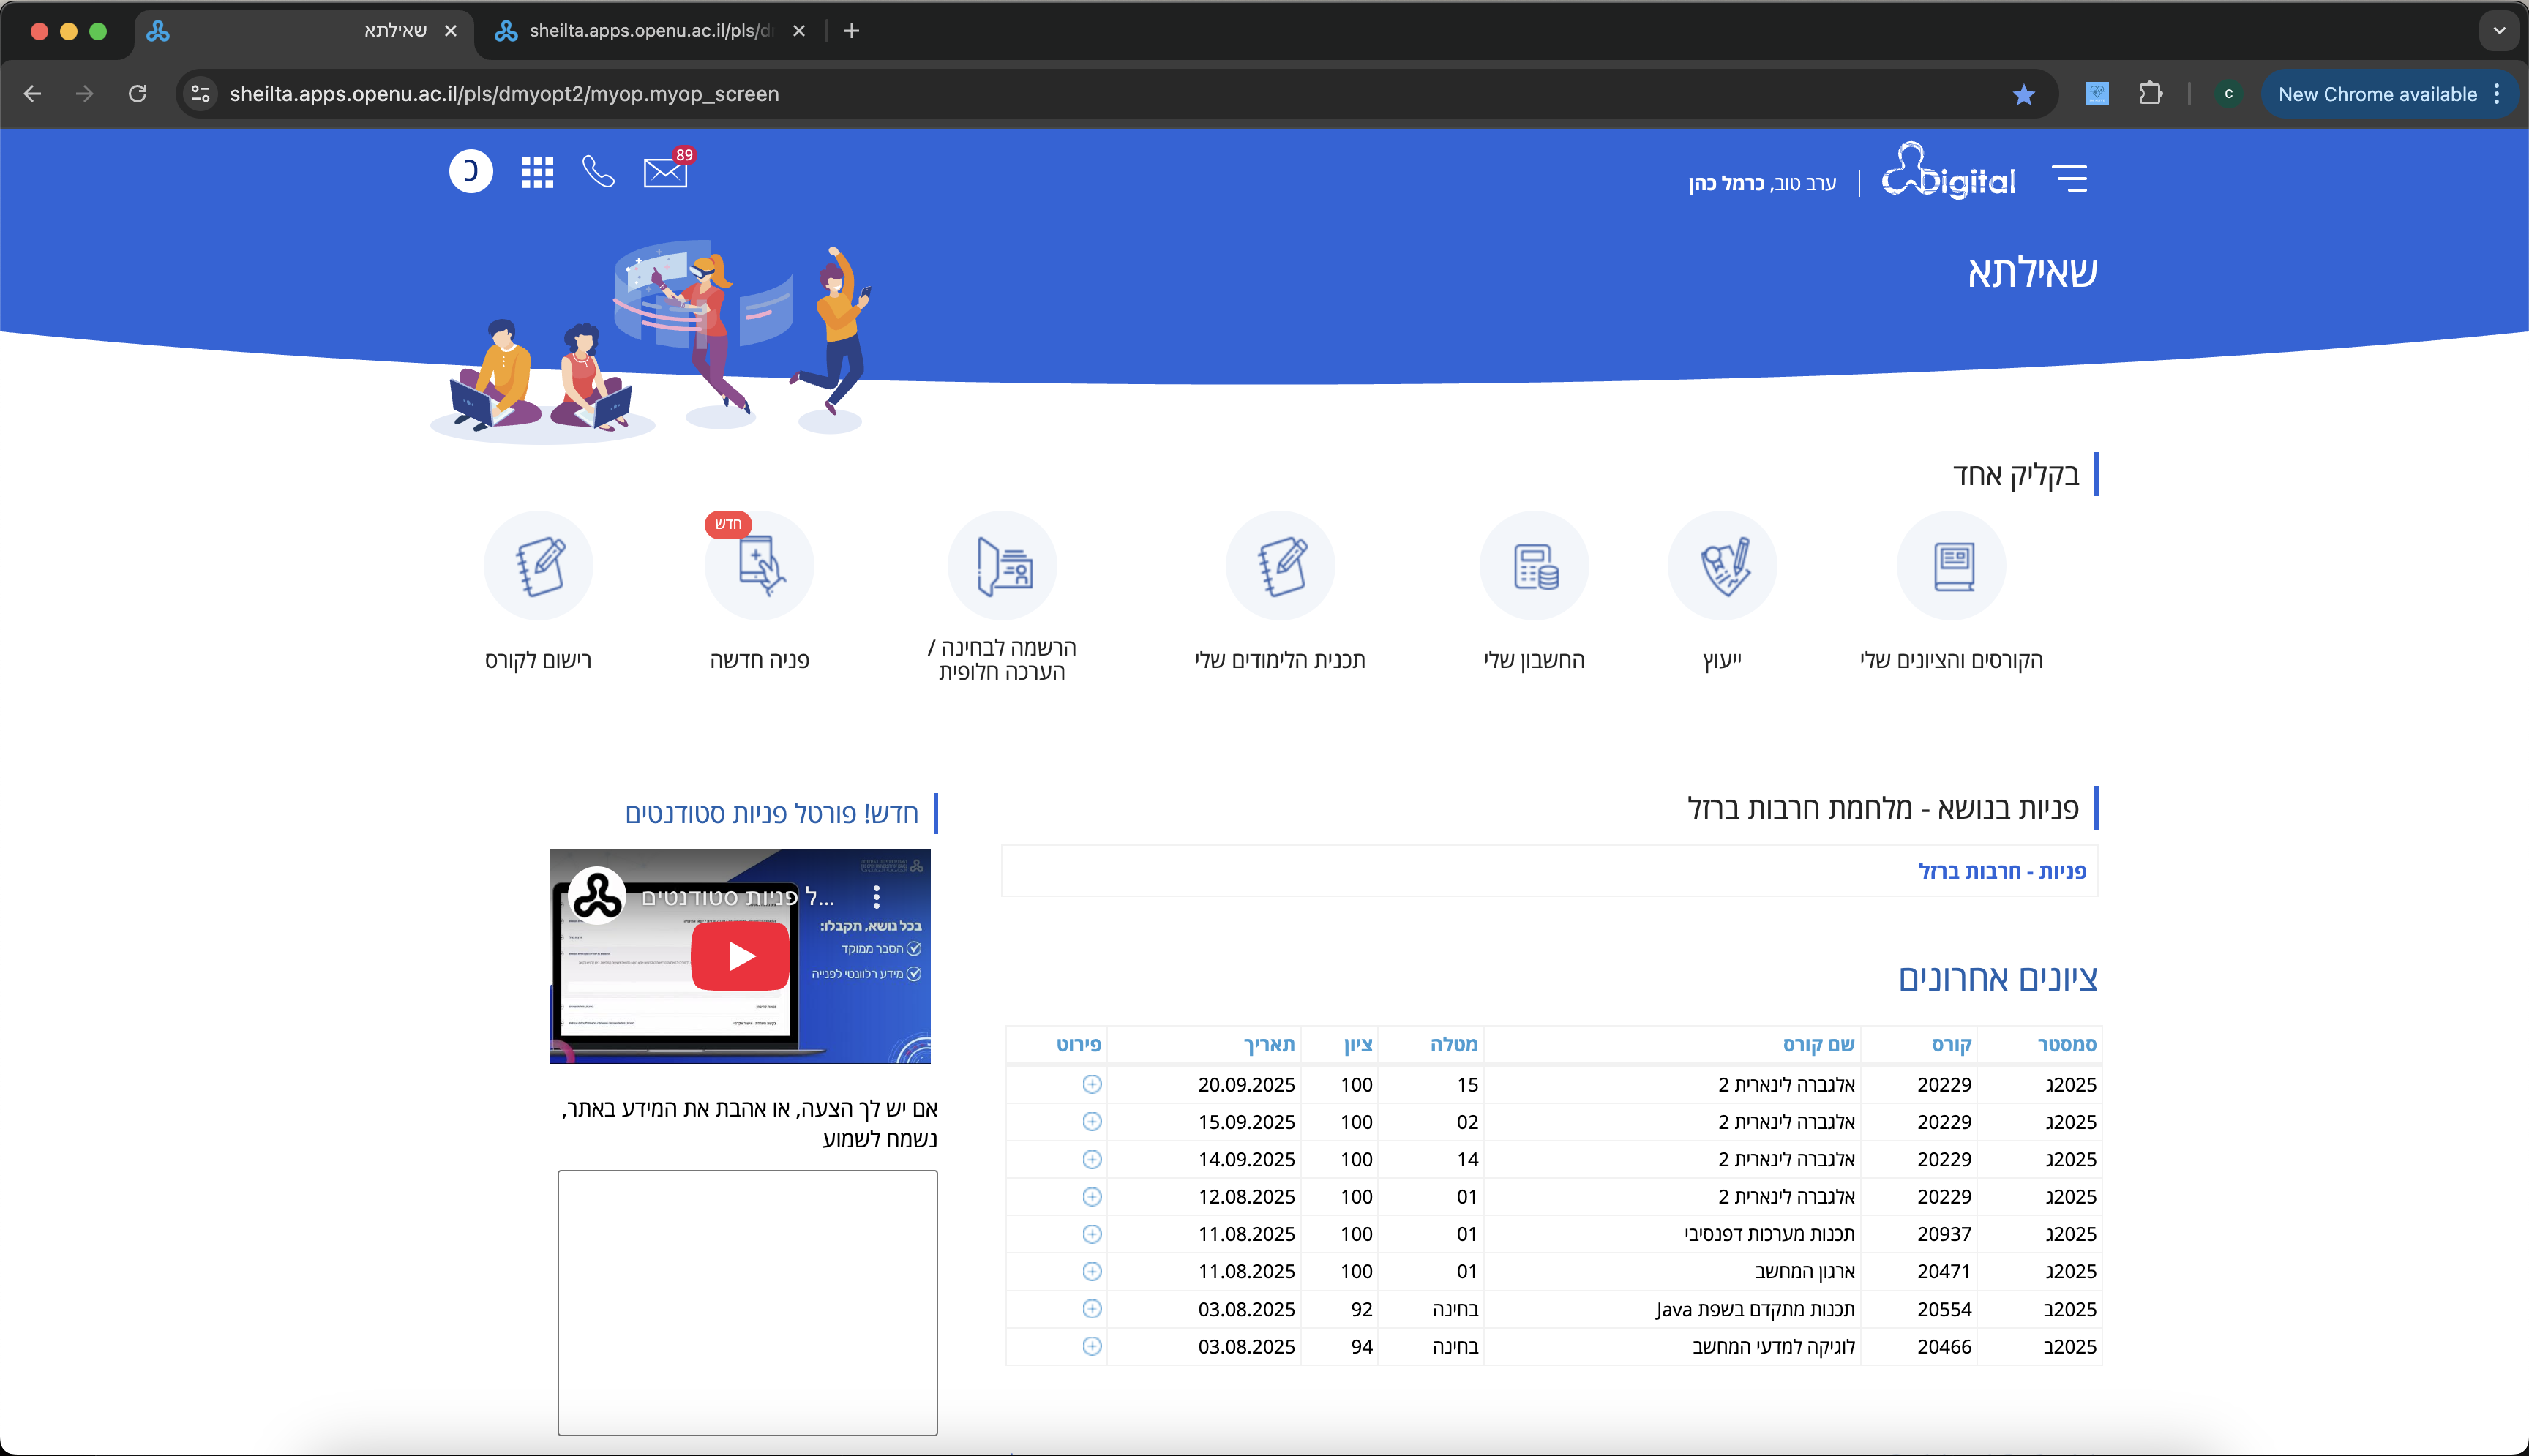 שאילתא
sheilta.apps.openu.ac.il/pls/d
sheilta.apps.openu.ac.il/pls/dmyopt2/myop.myop_screen
C
New Chrome available
Digital
ערב טוב, כרמל כהן
89
כ
שאילתא
בקליק אחד
הקורסים והציונים שלי
ייעוץ
החשבון שלי
תכנית הלימודים שלי
הרשמה לבחינה /
הערכה חלופית
חדש
פניה חדשה
רישום לקורס
פניות בנושא - מלחמת חרבות ברזל
פניות - חרבות ברזל
ציונים אחרונים
סמסטר קורס שם קורס מטלה ציון תאריך פירוט
2025ג 20229 אלגברה לינארית 2 15 100 20.09.2025
2025ג 20229 אלגברה לינארית 2 02 100 15.09.2025
2025ג 20229 אלגברה לינארית 2 14 100 14.09.2025
2025ג 20229 אלגברה לינארית 2 01 100 12.08.2025
2025ג 20937 תכנות מערכות דפנסיבי 01 100 11.08.2025
2025ג 20471 ארגון המחשב 01 100 11.08.2025
2025ב 20554 תכנות מתקדם בשפת Java בחינה 92 03.08.2025
2025ב 20466 לוגיקה למדעי המחשב בחינה 94 03.08.2025
חדש! פורטל פניות סטודנטים
ל פניות סטודנטים...
בכל נושא, תקבלו:
הסבר ממוקד
מידע רלוונטי לפנייה
אם יש לך הצעה, או אהבת את המידע באתר,
נשמח לשמוע